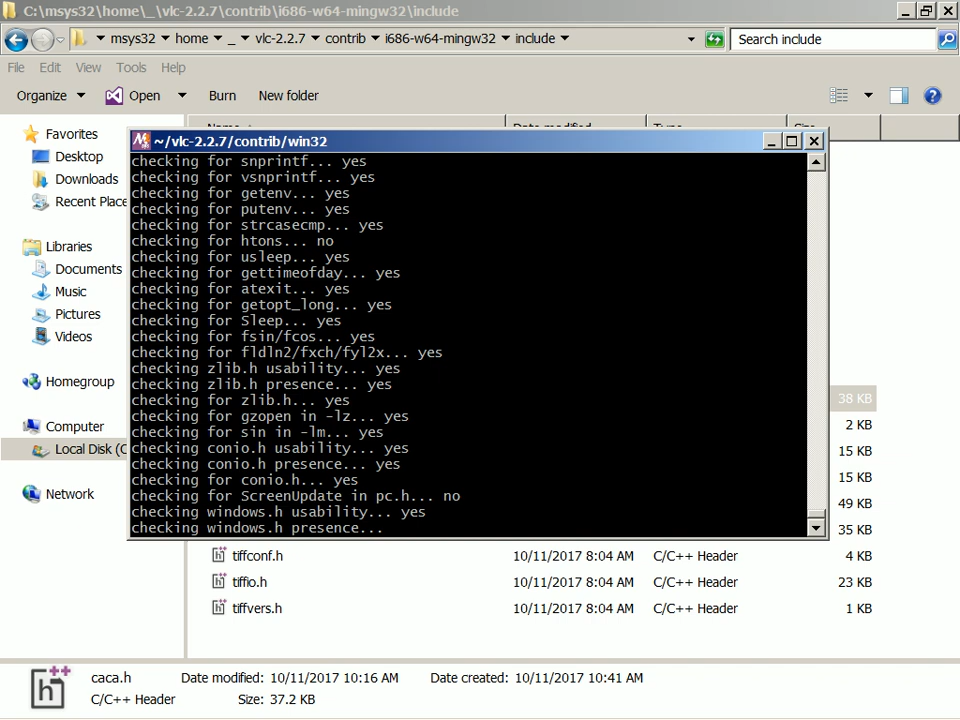 C:\msys32\home\_\vlc-2.2.7\contrib\i686-w64-mingw32\include
msys32 home _ vlc-2.2.7 contrib i686-w64-mingw32 include
Search include
File Edit View Tools Help
Organize Open Burn New folder
Favorites
Desktop
Downloads
Recent Place
Libraries
Documents
Music
Pictures
Videos
Homegroup
Computer
Local Disk (C
Network
~/vlc-2.2.7/contrib/win32
checking for snprintf... yes
checking for vsnprintf... yes
checking for getenv... yes
checking for putenv... yes
checking for strcasecmp... yes
checking for htons... no
checking for usleep... yes
checking for gettimeofday... yes
checking for atexit... yes
checking for getopt_long... yes
checking for Sleep... yes
checking for fsin/fcos... yes
checking for fldln2/fxch/fyl2x... yes
checking zlib.h usability... yes
checking zlib.h presence... yes
checking for zlib.h... yes
checking for gzopen in -lz... yes
checking for sin in -lm... yes
checking conio.h usability... yes
checking conio.h presence... yes
checking for conio.h... yes
checking for ScreenUpdate in pc.h... no
checking windows.h usability... yes
checking windows.h presence...
38 KB
2 KB
15 KB
15 KB
49 KB
35 KB
tiffconf.h 10/11/2017 8:04 AM C/C++ Header 4 KB
tiffio.h 10/11/2017 8:04 AM C/C++ Header 23 KB
tiffvers.h 10/11/2017 8:04 AM C/C++ Header 1 KB
caca.h Date modified: 10/11/2017 10:16 AM Date created: 10/11/2017 10:41 AM
C/C++ Header Size: 37.2 KB